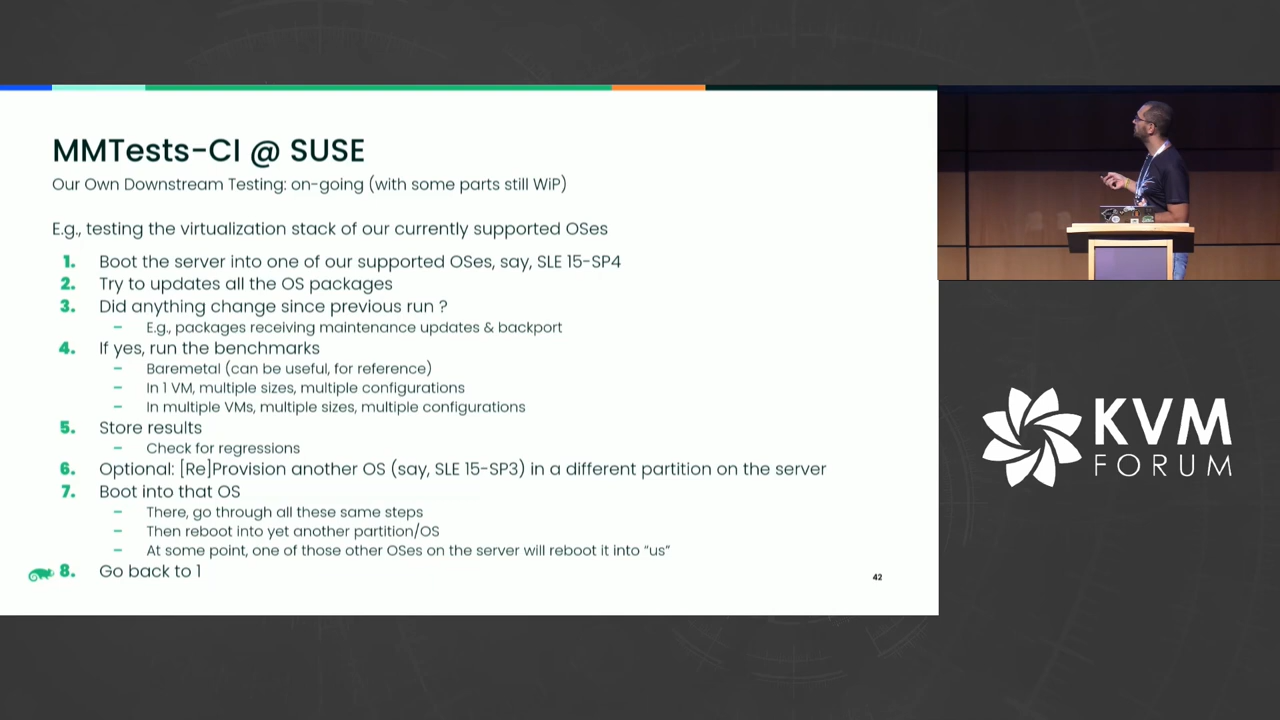 MMTests-CI @ SUSE
Our Own Downstream Testing: on-going (with some parts still WiP)
E.g., testing the virtualization stack of our currently supported OSes
1. Boot the server into one of our supported OSes, say, SLE 15-SP4
2. Try to updates all the OS packages
3. Did anything change since previous run ?
– E.g., packages receiving maintenance updates & backport
4. If yes, run the benchmarks
– Baremetal (can be useful, for reference)
– In 1 VM, multiple sizes, multiple configurations
– In multiple VMs, multiple sizes, multiple configurations
5. Store results
– Check for regressions
6. Optional: [Re]Provision another OS (say, SLE 15-SP3) in a different partition on the server
7. Boot into that OS
– There, go through all these same steps
– Then reboot into yet another partition/OS
– At some point, one of those other OSes on the server will reboot it into “us”
8. Go back to 1
42
KVM
FORUM